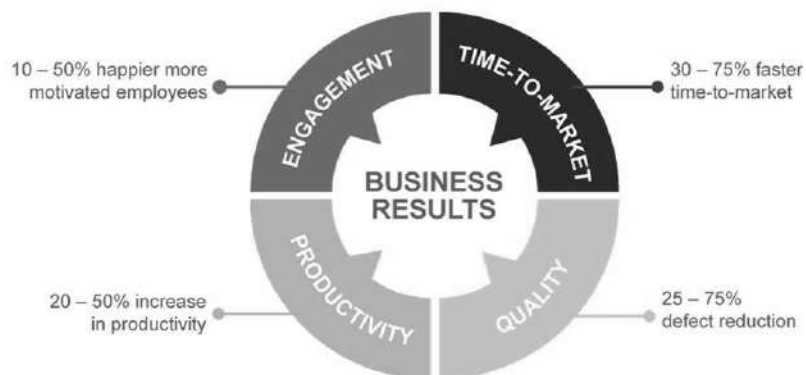 10 – 50% happier more
motivated employees
ENGAGEMENT
TIME-TO-MARKET
30 – 75% faster
time-to-market
BUSINESS
RESULTS
20 – 50% increase
in productivity
PRODUCTIVITY
QUALITY
25 – 75%
defect reduction